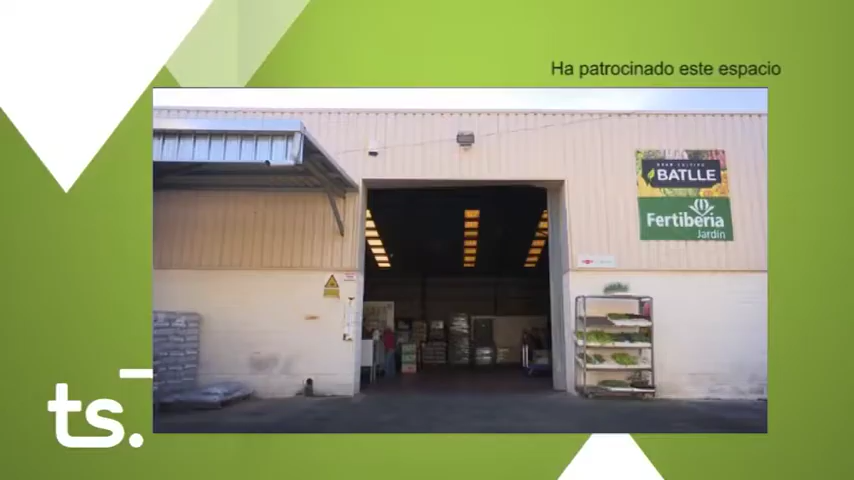 Ha patrocinado este espacio
BATLLE
Fertiberia
Jardín
ts.